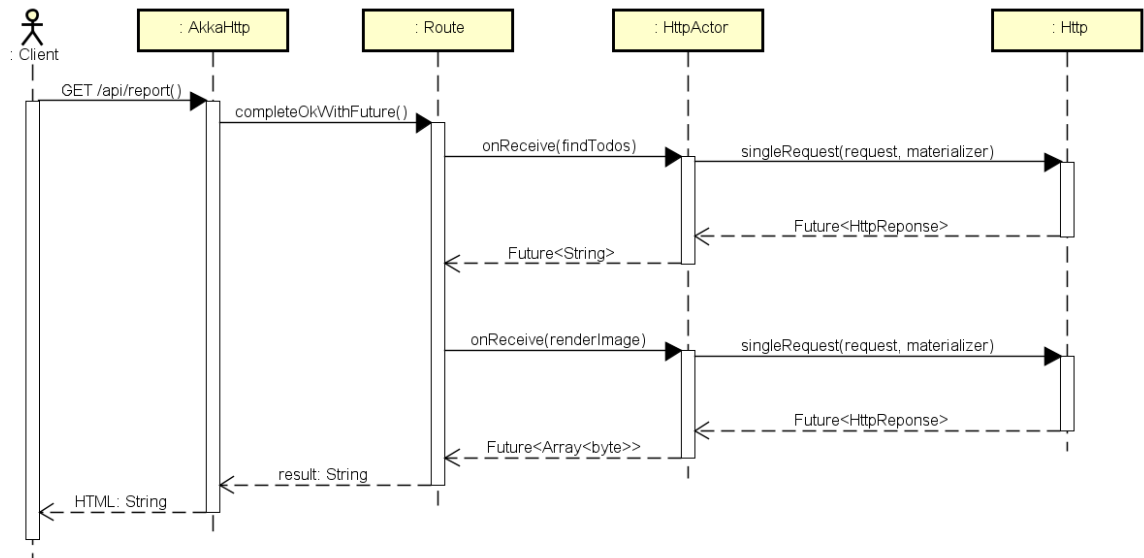 : Client
: AkkaHttp
: Route
: HttpActor
: Http
GET /api/report()
completeOkWithFuture()
onReceive(findTodos)
singleRequest(request, materializer)
Future<HttpReponse>
Future<String>
onReceive(renderImage)
singleRequest(request, materializer)
Future<HttpReponse>
Future<Array<byte>>
result: String
HTML: String